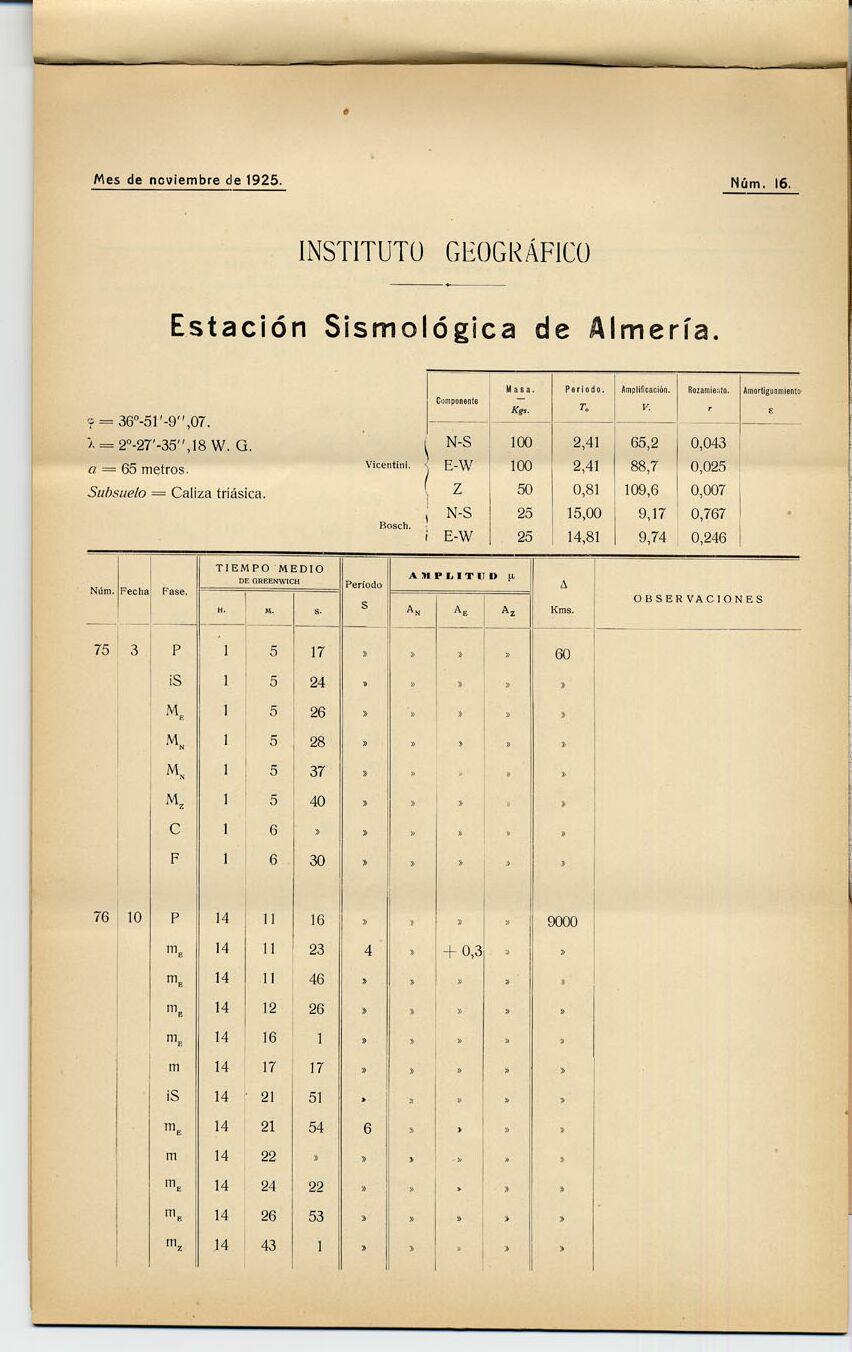 Mes de noviembre de 1925.
Núm. 16.
INSTITUTO GEOGRÁFICO
Estación Sismológica de Almería.
φ = 36º-51'-9'',07.
λ = 2º-27'-35'',18 W. G.
a = 65 metros.
Subsuelo = Caliza triásica.
Componente Masa. Kgs. Periodo. T₀ Amplificación. V. Rozamiento. r Amortiguamiento ε
Vicentini. N-S 100 2,41 65,2 0,043
E-W 100 2,41 88,7 0,025
Z 50 0,81 109,6 0,007
Bosch. N-S 25 15,00 9,17 0,767
E-W 25 14,81 9,74 0,246
Núm. Fecha Fase. TIEMPO MEDIO DE GREENWICH Período S AMPLITUD μ Δ Kms. OBSERVACIONES
H. M. S. A_N A_E A_Z
75 3 P 1 5 17 » » » » 60
iS 1 5 24 » » » » »
M_E 1 5 26 » » » » »
M_N 1 5 28 » » » » »
M_N 1 5 37 » » » » »
M_Z 1 5 40 » » » » »
C 1 6 » » » » » »
F 1 6 30 » » » » »
76 10 P 14 11 16 » » » » 9000
m_E 14 11 23 4 » + 0,3 » »
m_E 14 11 46 » » » » »
m_E 14 12 26 » » » » »
m_E 14 16 1 » » » » »
m 14 17 17 » » » » »
iS 14 21 51 » » » » »
m_E 14 21 54 6 » » » »
m 14 22 » » » » » »
m_E 14 24 22 » » » » »
m_E 14 26 53 » » » » »
m_Z 14 43 1 » » » » »